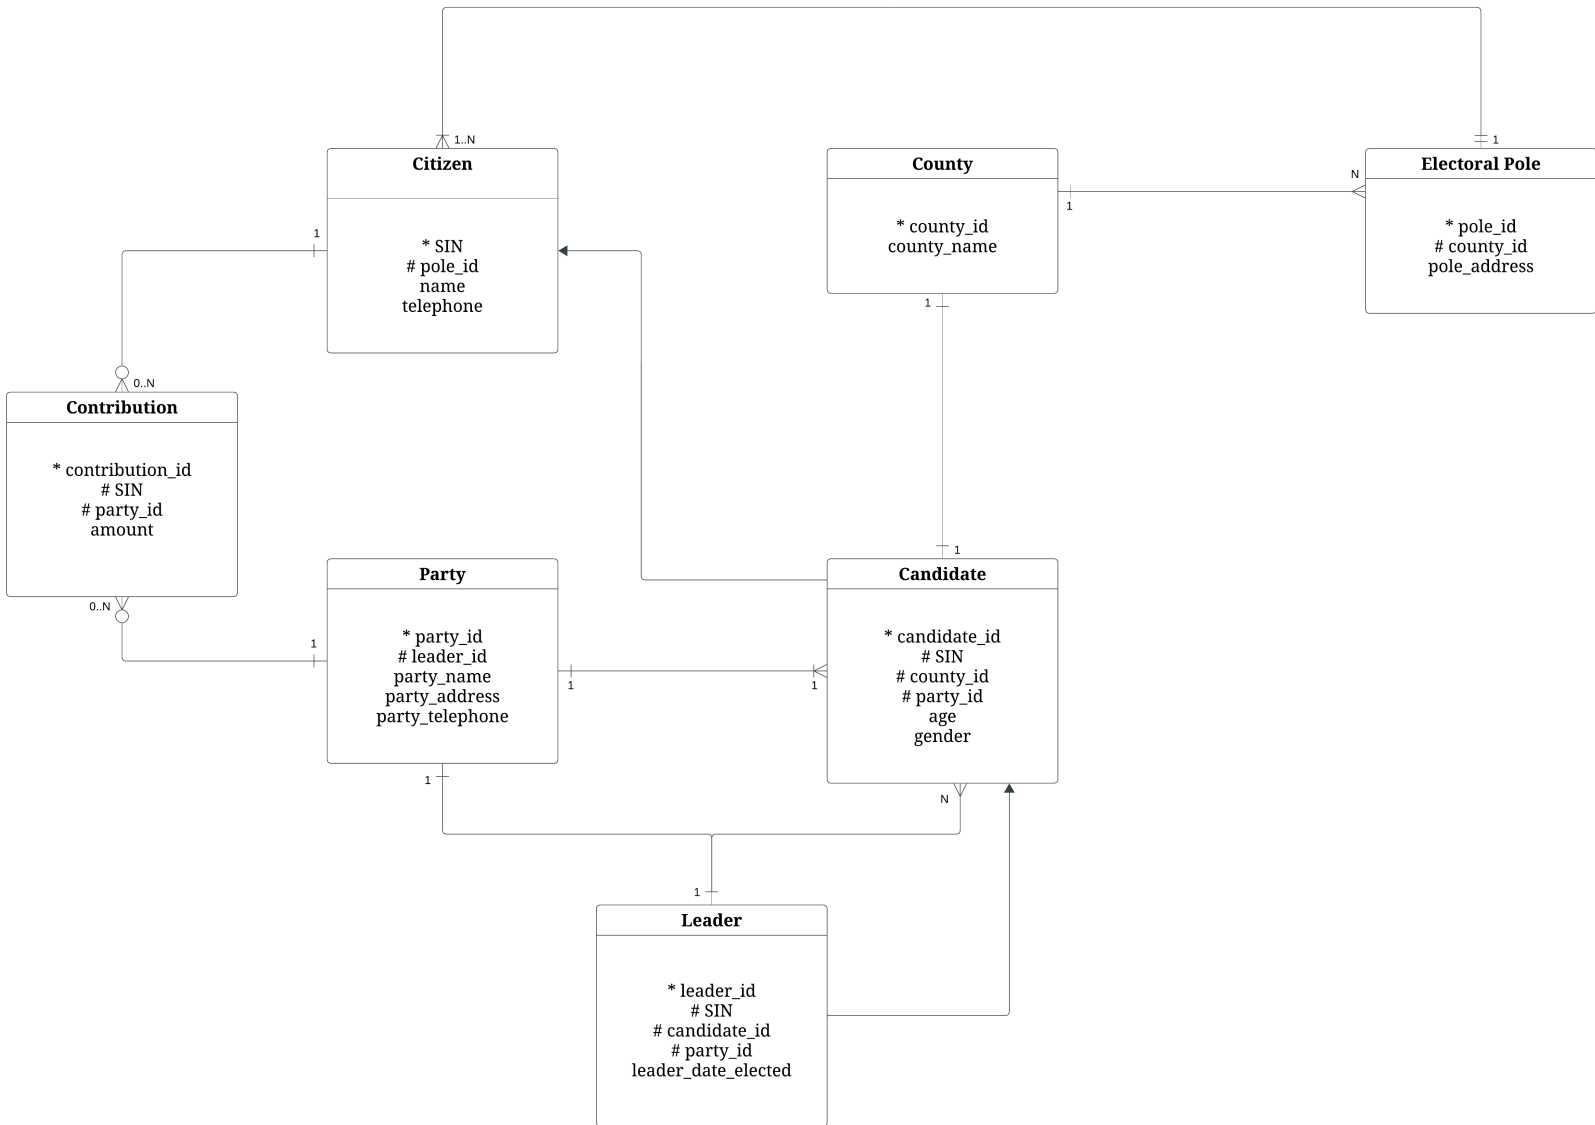 1..N
1
Citizen
* SIN
# pole_id
name
telephone
1
County
* county_id
county_name
1
N
Electoral Pole
* pole_id
# county_id
pole_address
1
1
0..N
Contribution
* contribution_id
# SIN
# party_id
amount
0..N
1
Party
* party_id
# leader_id
party_name
party_address
party_telephone
1
1
1
Candidate
* candidate_id
# SIN
# county_id
# party_id
age
gender
1
N
1
Leader
* leader_id
# SIN
# candidate_id
# party_id
leader_date_elected